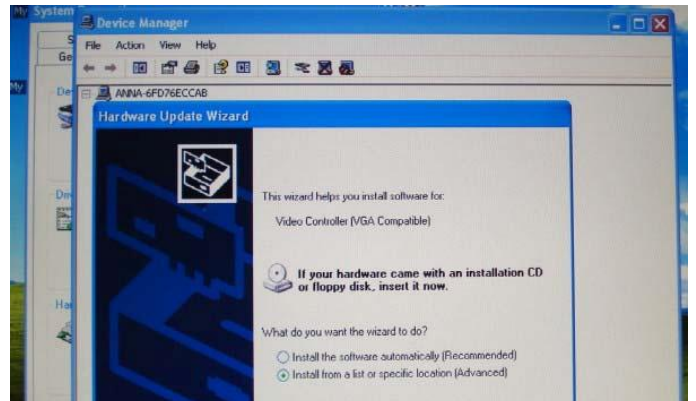 My
System
Device Manager
S
File Action View Help
Ge
My
De
ANNA-6FD76ECCAB
Hardware Update Wizard
This wizard helps you install software for:
Video Controller (VGA Compatible)
If your hardware came with an installation CD
or floppy disk, insert it now.
What do you want the wizard to do?
Install the software automatically (Recommended)
Install from a list or specific location (Advanced)